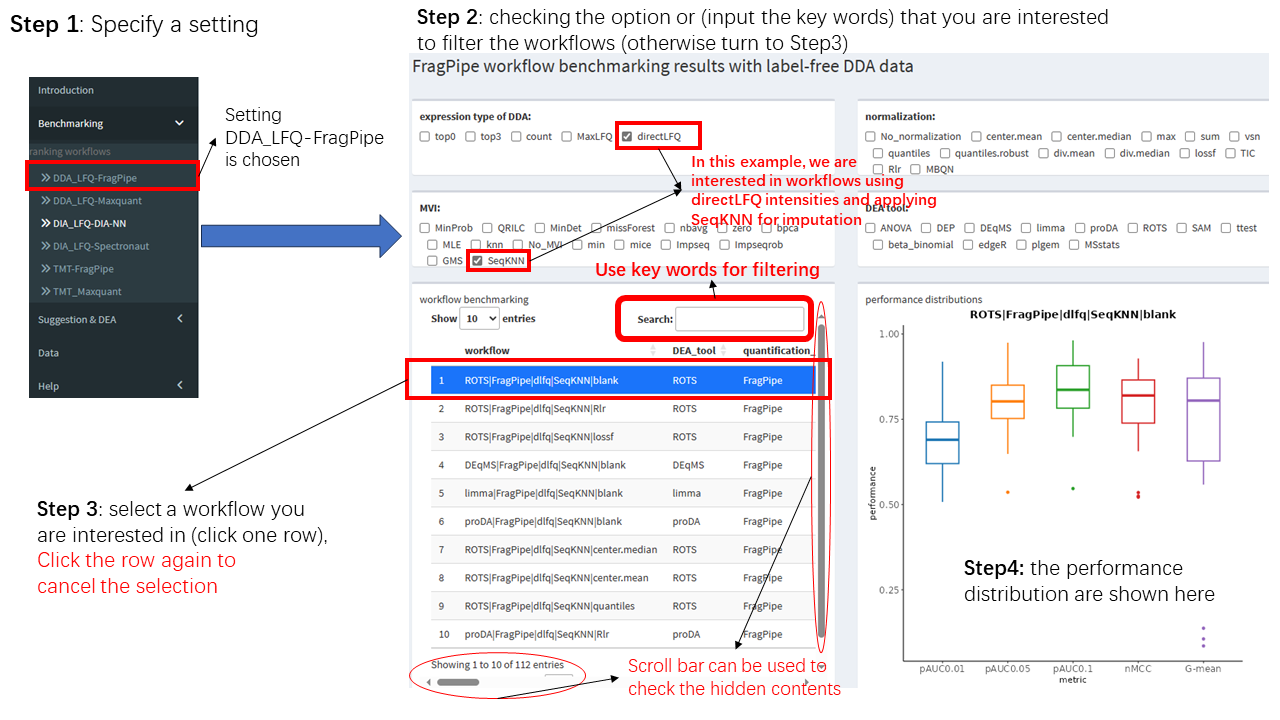 Step 1: Specify a setting
Step 2: checking the option or (input the key words) that you are interested
to filter the workflows (otherwise turn to Step3)
Introduction
Benchmarking
ranking workflows
DDA_LFQ-FragPipe
DDA_LFQ-Maxquant
DIA_LFQ-DIA-NN
DIA_LFQ-Spectronaut
TMT-FragPipe
TMT_Maxquant
Suggestion & DEA
Data
Help
Setting
DDA_LFQ-FragPipe
is chosen
FragPipe workflow benchmarking results with label-free DDA data
expression type of DDA:
top0 top3 count MaxLFQ directLFQ
normalization:
No_normalization center.mean center.median max sum vsn
quantiles quantiles.robust div.mean div.median lossf TIC
Rlr MBQN
In this example, we are
interested in workflows using
directLFQ intensities and applying
SeqKNN for imputation
MVI:
MinProb QRILC MinDet missForest nbavg zero bpca
MLE knn No_MVI min mice Impseq Impseqrob
GMS SeqKNN
DEA tool:
ANOVA DEP DEqMS limma proDA ROTS SAM ttest
beta_binomial edgeR plgem MSstats
Use key words for filtering
workflow benchmarking
Show 10 entries
Search:
workflow DEA_tool quantification_
1 ROTS|FragPipe|dlfq|SeqKNN|blank ROTS FragPipe
2 ROTS|FragPipe|dlfq|SeqKNN|Rlr ROTS FragPipe
3 ROTS|FragPipe|dlfq|SeqKNN|lossf ROTS FragPipe
4 DEqMS|FragPipe|dlfq|SeqKNN|blank DEqMS FragPipe
5 limma|FragPipe|dlfq|SeqKNN|blank limma FragPipe
6 proDA|FragPipe|dlfq|SeqKNN|blank proDA FragPipe
7 ROTS|FragPipe|dlfq|SeqKNN|center.median ROTS FragPipe
8 ROTS|FragPipe|dlfq|SeqKNN|center.mean ROTS FragPipe
9 ROTS|FragPipe|dlfq|SeqKNN|quantiles ROTS FragPipe
10 proDA|FragPipe|dlfq|SeqKNN|Rlr proDA FragPipe
Showing 1 to 10 of 112 entries
Step 3: select a workflow you
are interested in (click one row),
Click the row again to
cancel the selection
Scroll bar can be used to
check the hidden contents
performance distributions
ROTS|FragPipe|dlfq|SeqKNN|blank
1.00
0.75
0.50
0.25
performance
pAUC0.01 pAUC0.05 pAUC0.1 nMCC G-mean
metric
Step4: the performance
distribution are shown here